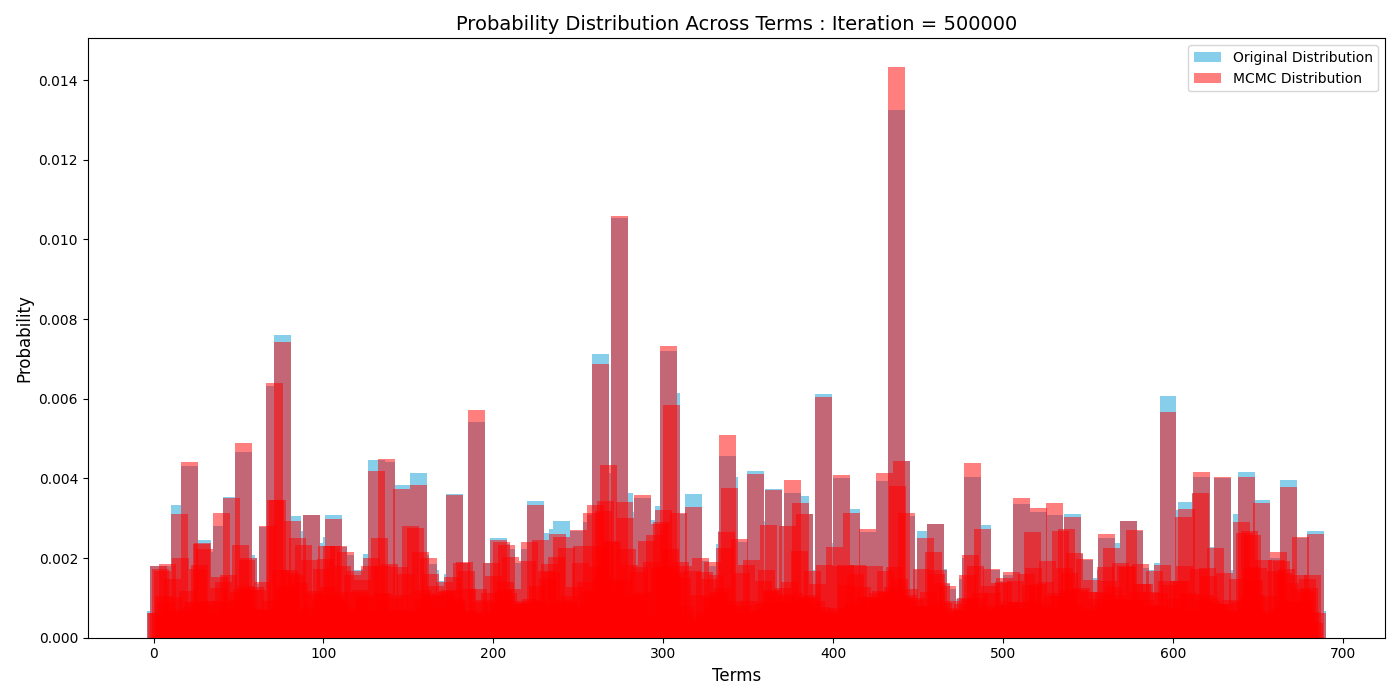 Probability Distribution Across Terms : Iteration = 500000
Original Distribution
MCMC Distribution
Probability
0.014
0.012
0.010
0.008
0.006
0.004
0.002
0.000
0 100 200 300 400 500 600 700
Terms